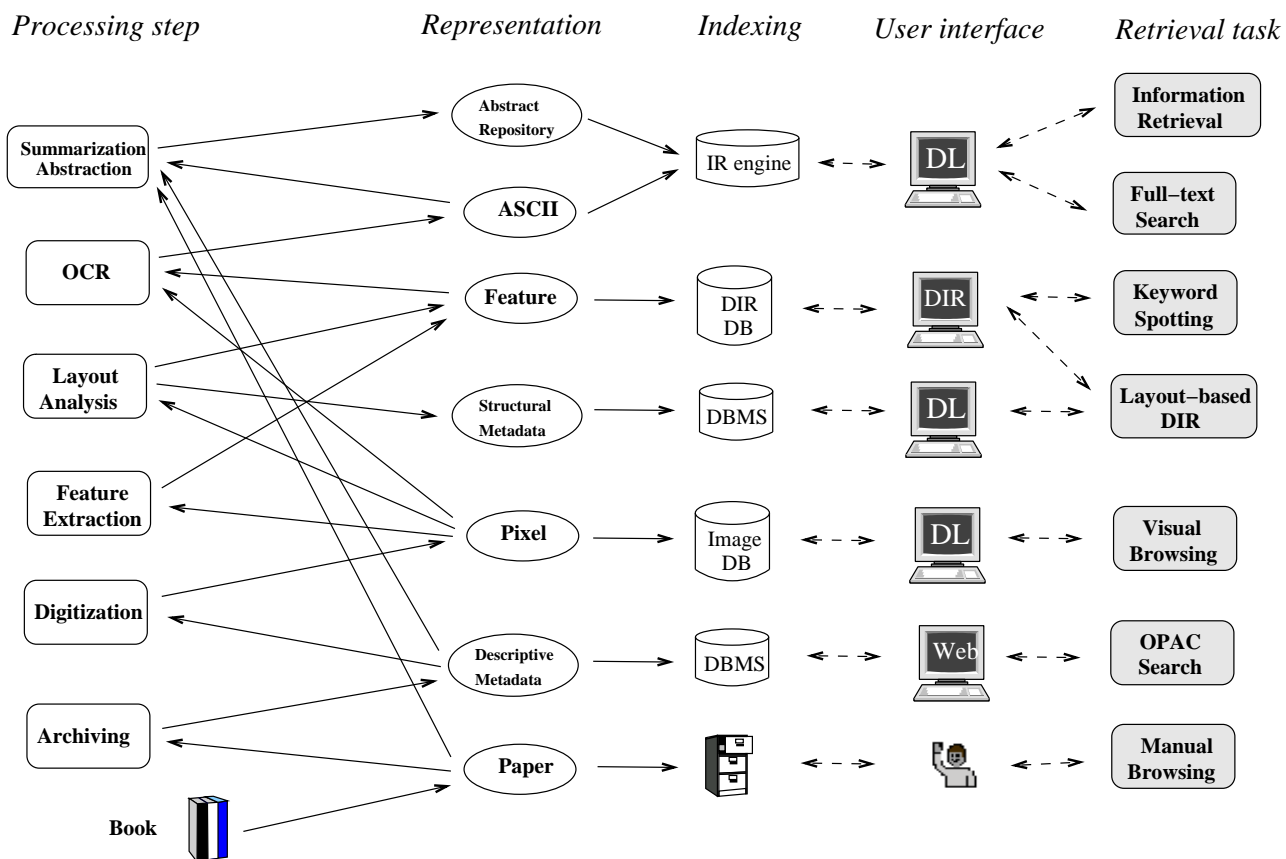 Processing step
Representation
Indexing
User interface
Retrieval task
Summarization
Abstraction
OCR
Layout
Analysis
Feature
Extraction
Digitization
Archiving
Book
Abstract
Repository
ASCII
Feature
Structural
Metadata
Pixel
Descriptive
Metadata
Paper
IR engine
DIR
DB
DBMS
Image
DB
DBMS
DL
DIR
DL
DL
Web
Information
Retrieval
Full−text
Search
Keyword
Spotting
Layout−based
DIR
Visual
Browsing
OPAC
Search
Manual
Browsing